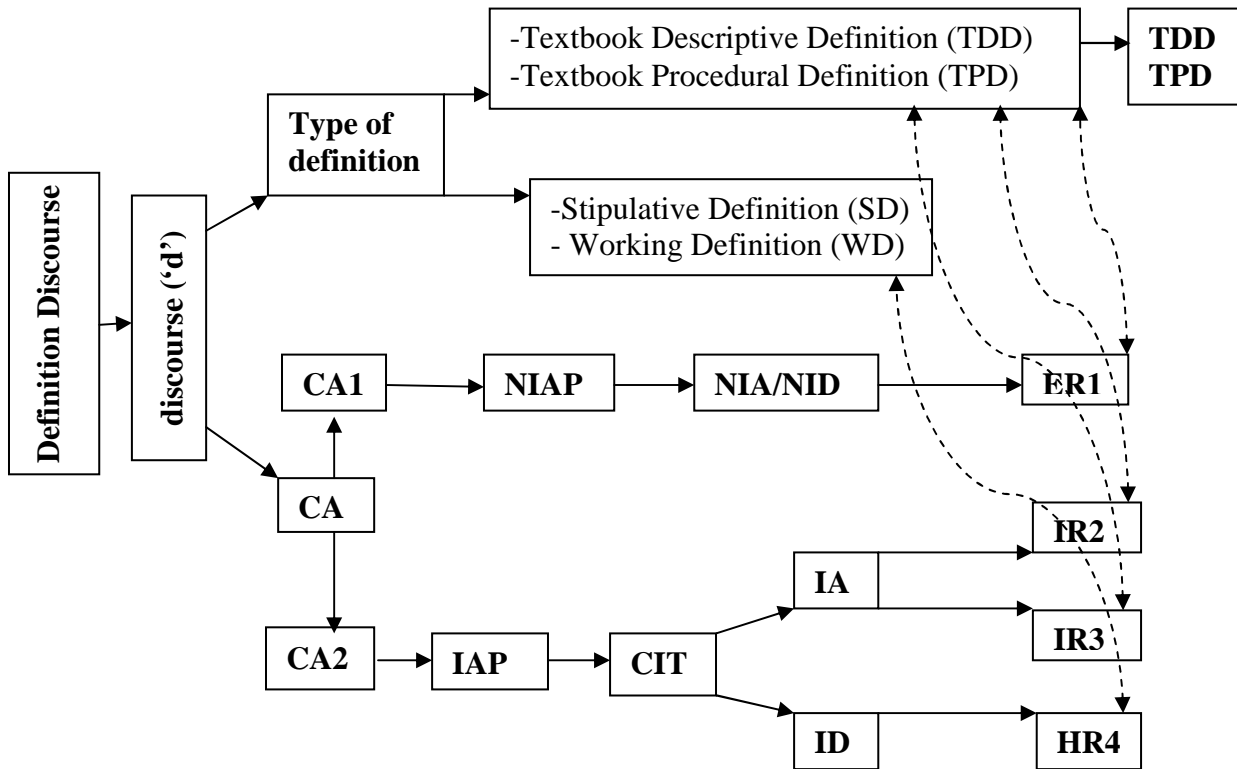 -Textbook Descriptive Definition (TDD)
-Textbook Procedural Definition (TPD)
TDD
TPD
Type of
definition
-Stipulative Definition (SD)
- Working Definition (WD)
Definition Discourse
discourse (‘d’)
CA1
NIAP
NIA/NID
ER1
CA
IR2
IA
CA2
IAP
CIT
IR3
ID
HR4